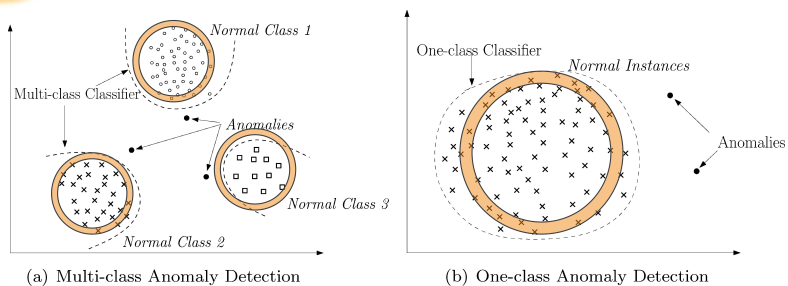 Normal Class 1
Multi-class Classifier
Anomalies
Normal Class 3
Normal Class 2
(a) Multi-class Anomaly Detection
One-class Classifier
Normal Instances
Anomalies
(b) One-class Anomaly Detection